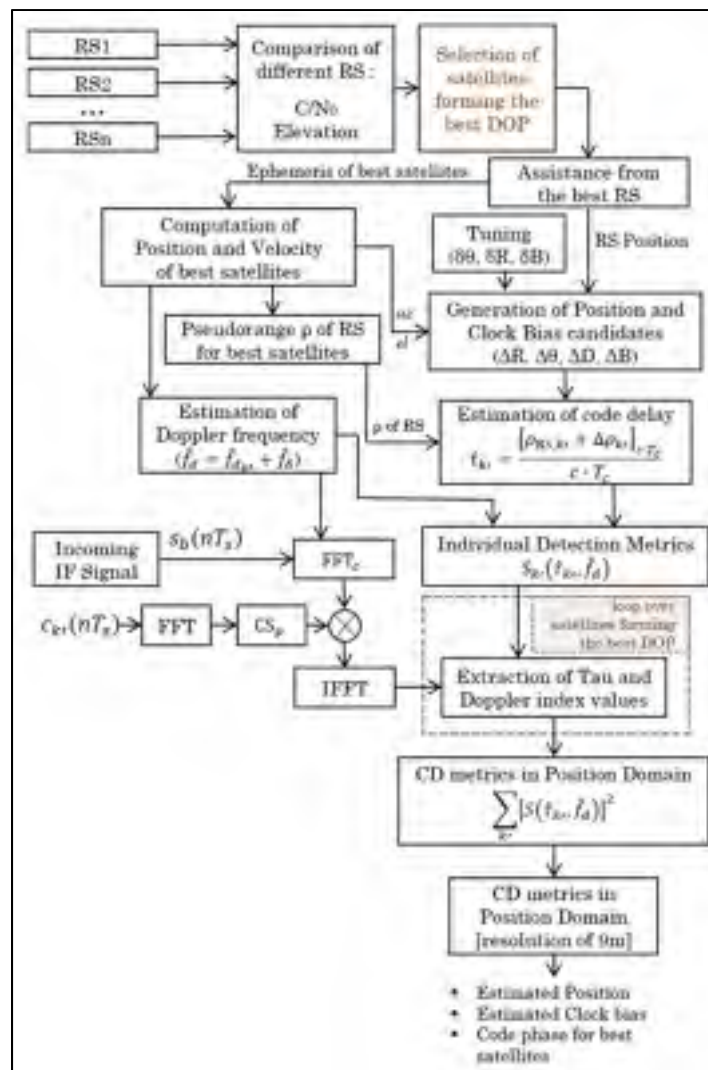 RS1
RS2
...
RSn
Comparison of
different RS :
C/N₀
Elevation
Selection of
satellites
forming the
best DOP
Ephemeris of best satellites
Assistance from
the best RS
Computation of
Position and Velocity
of best satellites
Tuning
(δθ, δR, δB)
RS Position
Pseudorange ρ of RS
for best satellites
az
el
Generation of Position and
Clock Bias candidates
(ΔR, Δθ, ΔD, ΔB)
Estimation of
Doppler frequency
ρ of RS
Estimation of code delay
c · T_c
Incoming
IF Signal
s_b(nT_s)
FFT_c
Individual Detection Metrics
loop over
satellites forming
the best DOP
FFT
CS_p
IFFT
Extraction of Tau and
Doppler index values
CD metrics in Position Domain
CD metrics in
Position Domain
[resolution of 9m]
• Estimated Position
• Estimated Clock bias
• Code phase for best
satellites